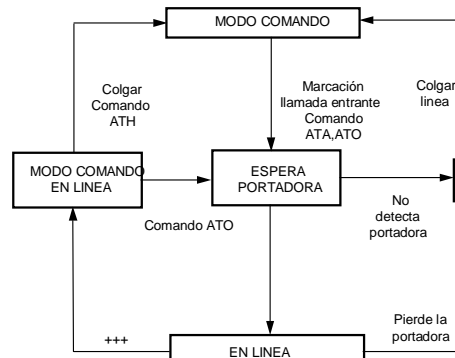 MODO COMANDO
Colgar
Comando
ATH
Marcación
llamada entrante
Comando
ATA,ATO
Colgar
linea
MODO COMANDO
EN LINEA
ESPERA
PORTADORA
Comando ATO
No
detecta
portadora
+++
EN LINEA
Pierde la
portadora